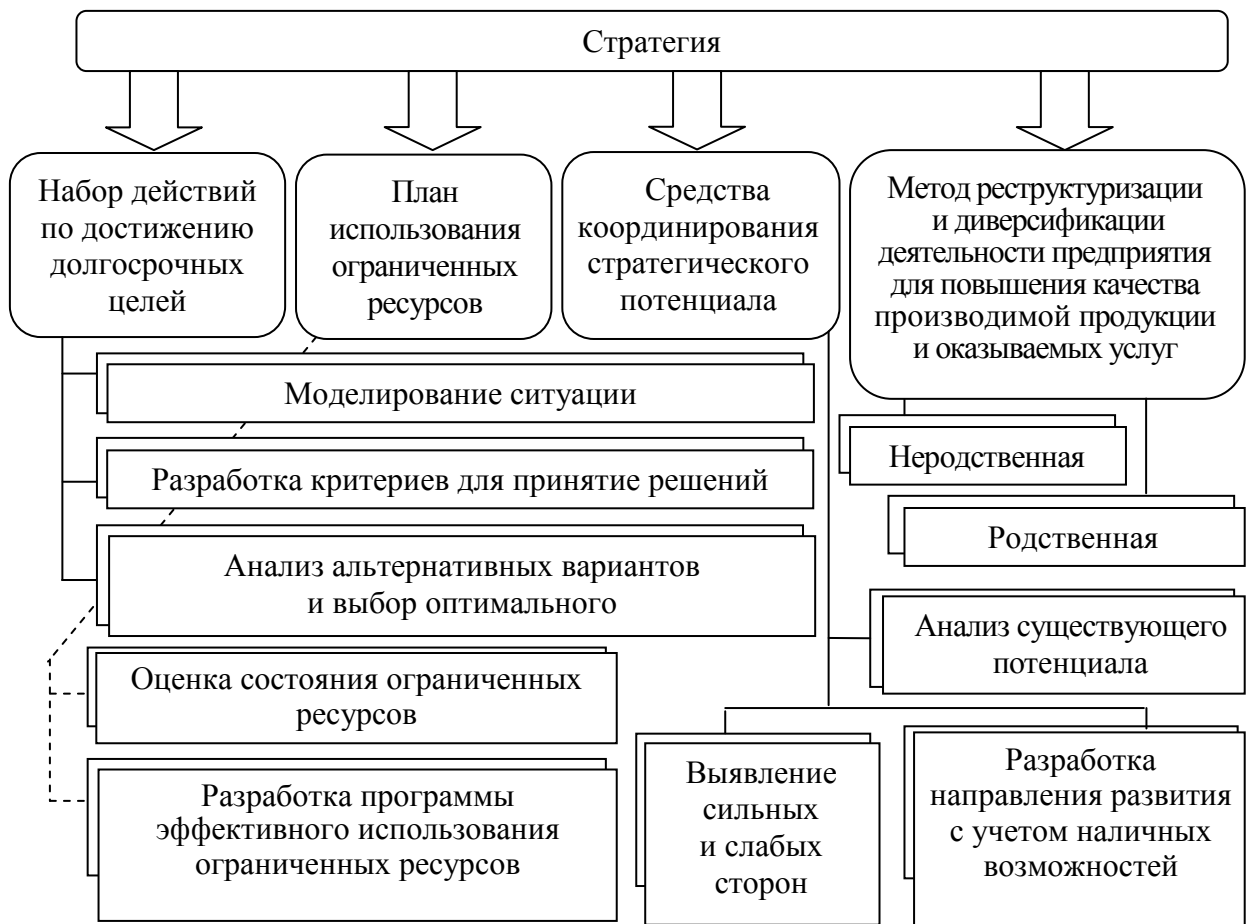 Стратегия
Набор действий
по достижению
долгосрочных
целей
План
использования
ограниченных
ресурсов
Средства
координирования
стратегического
потенциала
Метод реструктуризации
и диверсификации
деятельности предприятия
для повышения качества
производимой продукции
и оказываемых услуг
Моделирование ситуации
Неродственная
Разработка критериев для принятие решений
Родственная
Анализ альтернативных вариантов
и выбор оптимального
Анализ существующего
потенциала
Оценка состояния ограниченных
ресурсов
Разработка программы
эффективного использования
ограниченных ресурсов
Выявление
сильных
и слабых
сторон
Разработка
направления развития
с учетом наличных
возможностей